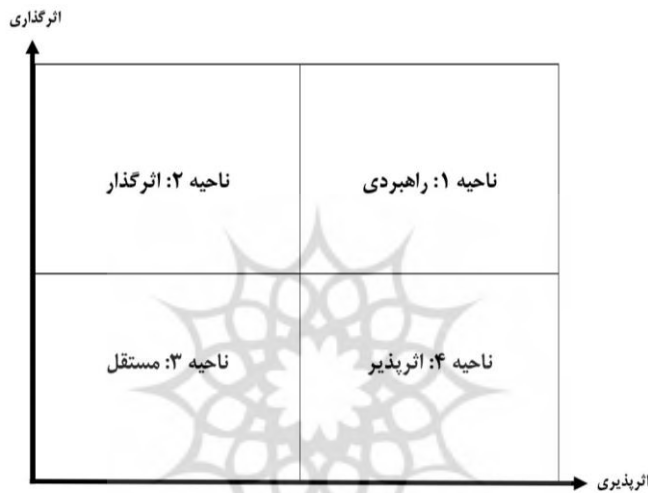 اثرگذاری
ناحیه ۱: راهبردی
ناحیه ۲: اثرگذار
ناحیه ۴: اثرپذیر
ناحیه ۳: مستقل
اثرپذیری